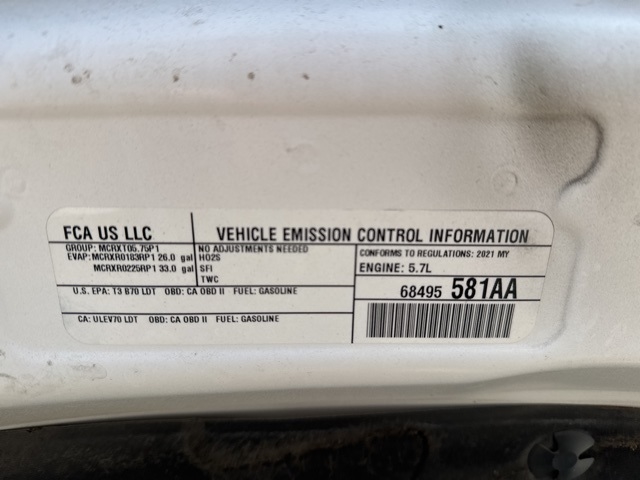 FCA US LLC
VEHICLE EMISSION CONTROL INFORMATION
GROUP: MCRXT05.75P1
EVAP: MCRXR0183RP1 26.0 gal
MCRXR0225RP1 33.0 gal
NO ADJUSTMENTS NEEDED
HO2S
SFI
TWC
CONFORMS TO REGULATIONS: 2021 MY
ENGINE: 5.7L
U.S. EPA: T3 B70 LDT OBD: CA OBD II FUEL: GASOLINE
68495 581AA
CA: ULEV70 LDT OBD: CA OBD II FUEL: GASOLINE